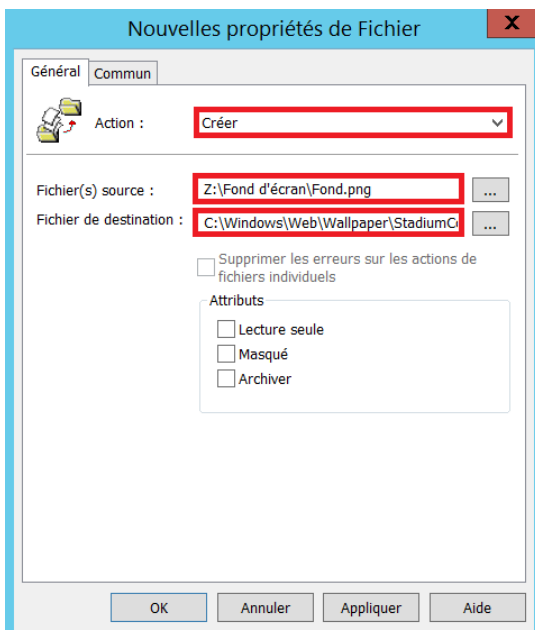 Nouvelles propriétés de Fichier
X
Général Commun
Action : Créer
Fichier(s) source : Z:\Fond d'écran\Fond.png ...
Fichier de destination : C:\Windows\Web\Wallpaper\StadiumC ...
Supprimer les erreurs sur les actions de
fichiers individuels
Attributs
Lecture seule
Masqué
Archiver
OK Annuler Appliquer Aide